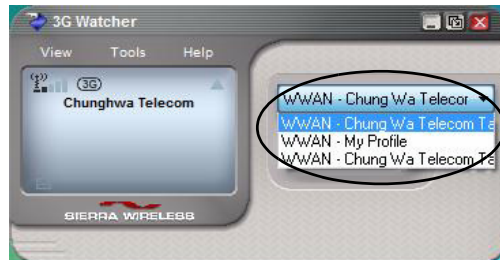 3G Watcher
View Tools Help
3G
Chunghwa Telecom
SIERRA WIRELESS
WWAN - Chung Wa Telecor
WWAN - Chung Wa Telecom Ta
WWAN - My Profile
WWAN - Chung Wa Telecom Ta